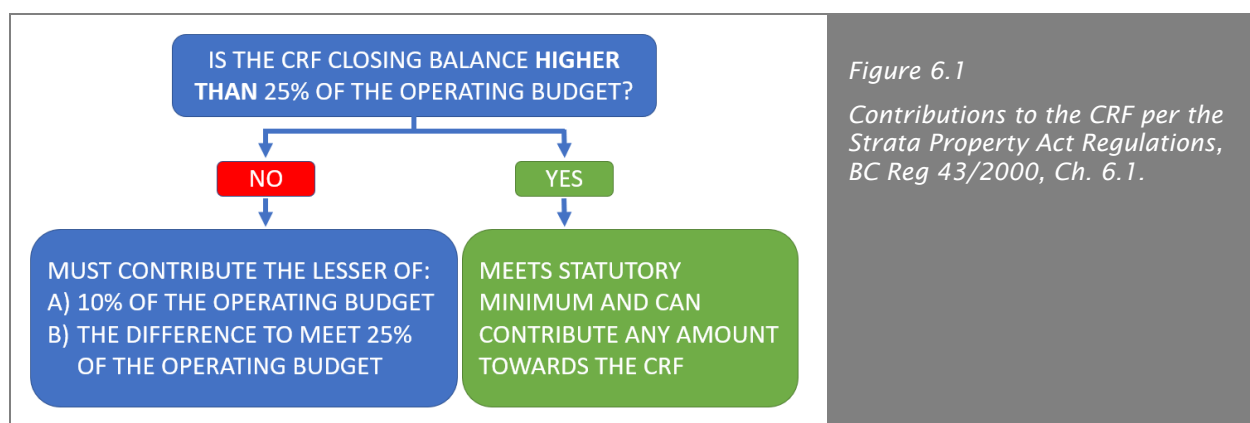 IS THE CRF CLOSING BALANCE HIGHER
THAN 25% OF THE OPERATING BUDGET?
NO
YES
MUST CONTRIBUTE THE LESSER OF:
A) 10% OF THE OPERATING BUDGET
B) THE DIFFERENCE TO MEET 25%
OF THE OPERATING BUDGET
MEETS STATUTORY
MINIMUM AND CAN
CONTRIBUTE ANY AMOUNT
TOWARDS THE CRF
Figure 6.1
Contributions to the CRF per the
Strata Property Act Regulations,
BC Reg 43/2000, Ch. 6.1.